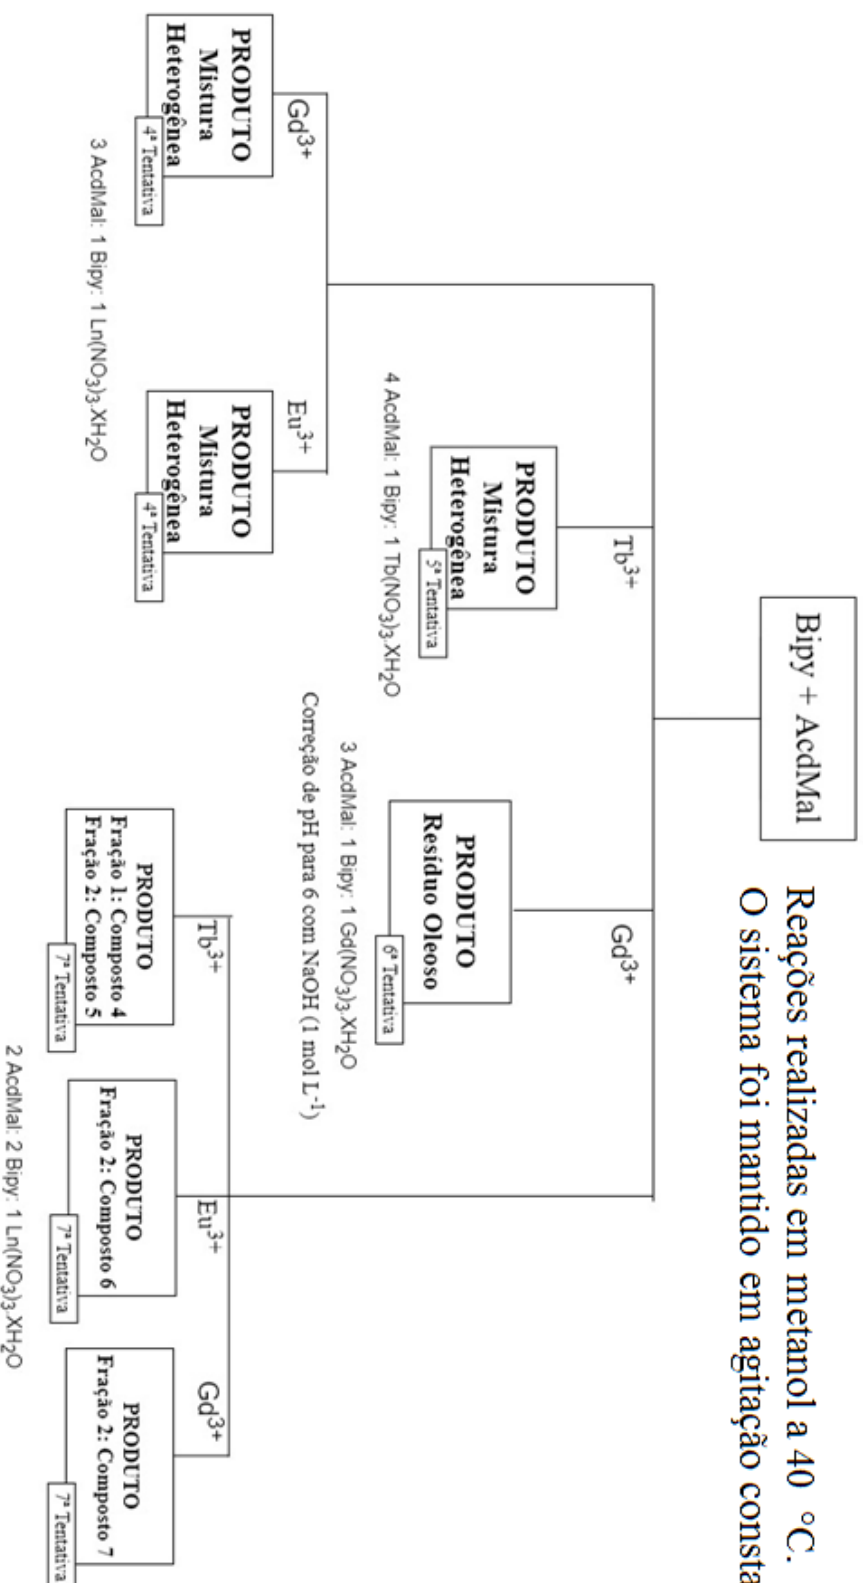 Bipy + AcdMal
Reações realizadas em metanol a 40 °C.
O sistema foi mantido em agitação consta
Tb3+
Gd3+
PRODUTO
Mistura
Heterogênea
5ª Tentativa
4 AcdMal: 1 Bipy: 1 Tb(NO3)3.XH2O
PRODUTO
Resíduo Oleoso
6ª Tentativa
3 AcdMal: 1 Bipy: 1 Gd(NO3)3.XH2O
Correção de pH para 6 com NaOH (1 mol L-1)
Gd3+
Eu3+
PRODUTO
Mistura
Heterogênea
4ª Tentativa
PRODUTO
Mistura
Heterogênea
4ª Tentativa
3 AcdMal: 1 Bipy: 1 Ln(NO3)3.XH2O
Tb3+
Eu3+
Gd3+
PRODUTO
Fração 1: Composto 4
Fração 2: Composto 5
7ª Tentativa
PRODUTO
Fração 2: Composto 6
7ª Tentativa
PRODUTO
Fração 2: Composto 7
7ª Tentativa
2 AcdMal: 2 Bipy: 1 Ln(NO3)3.XH2O